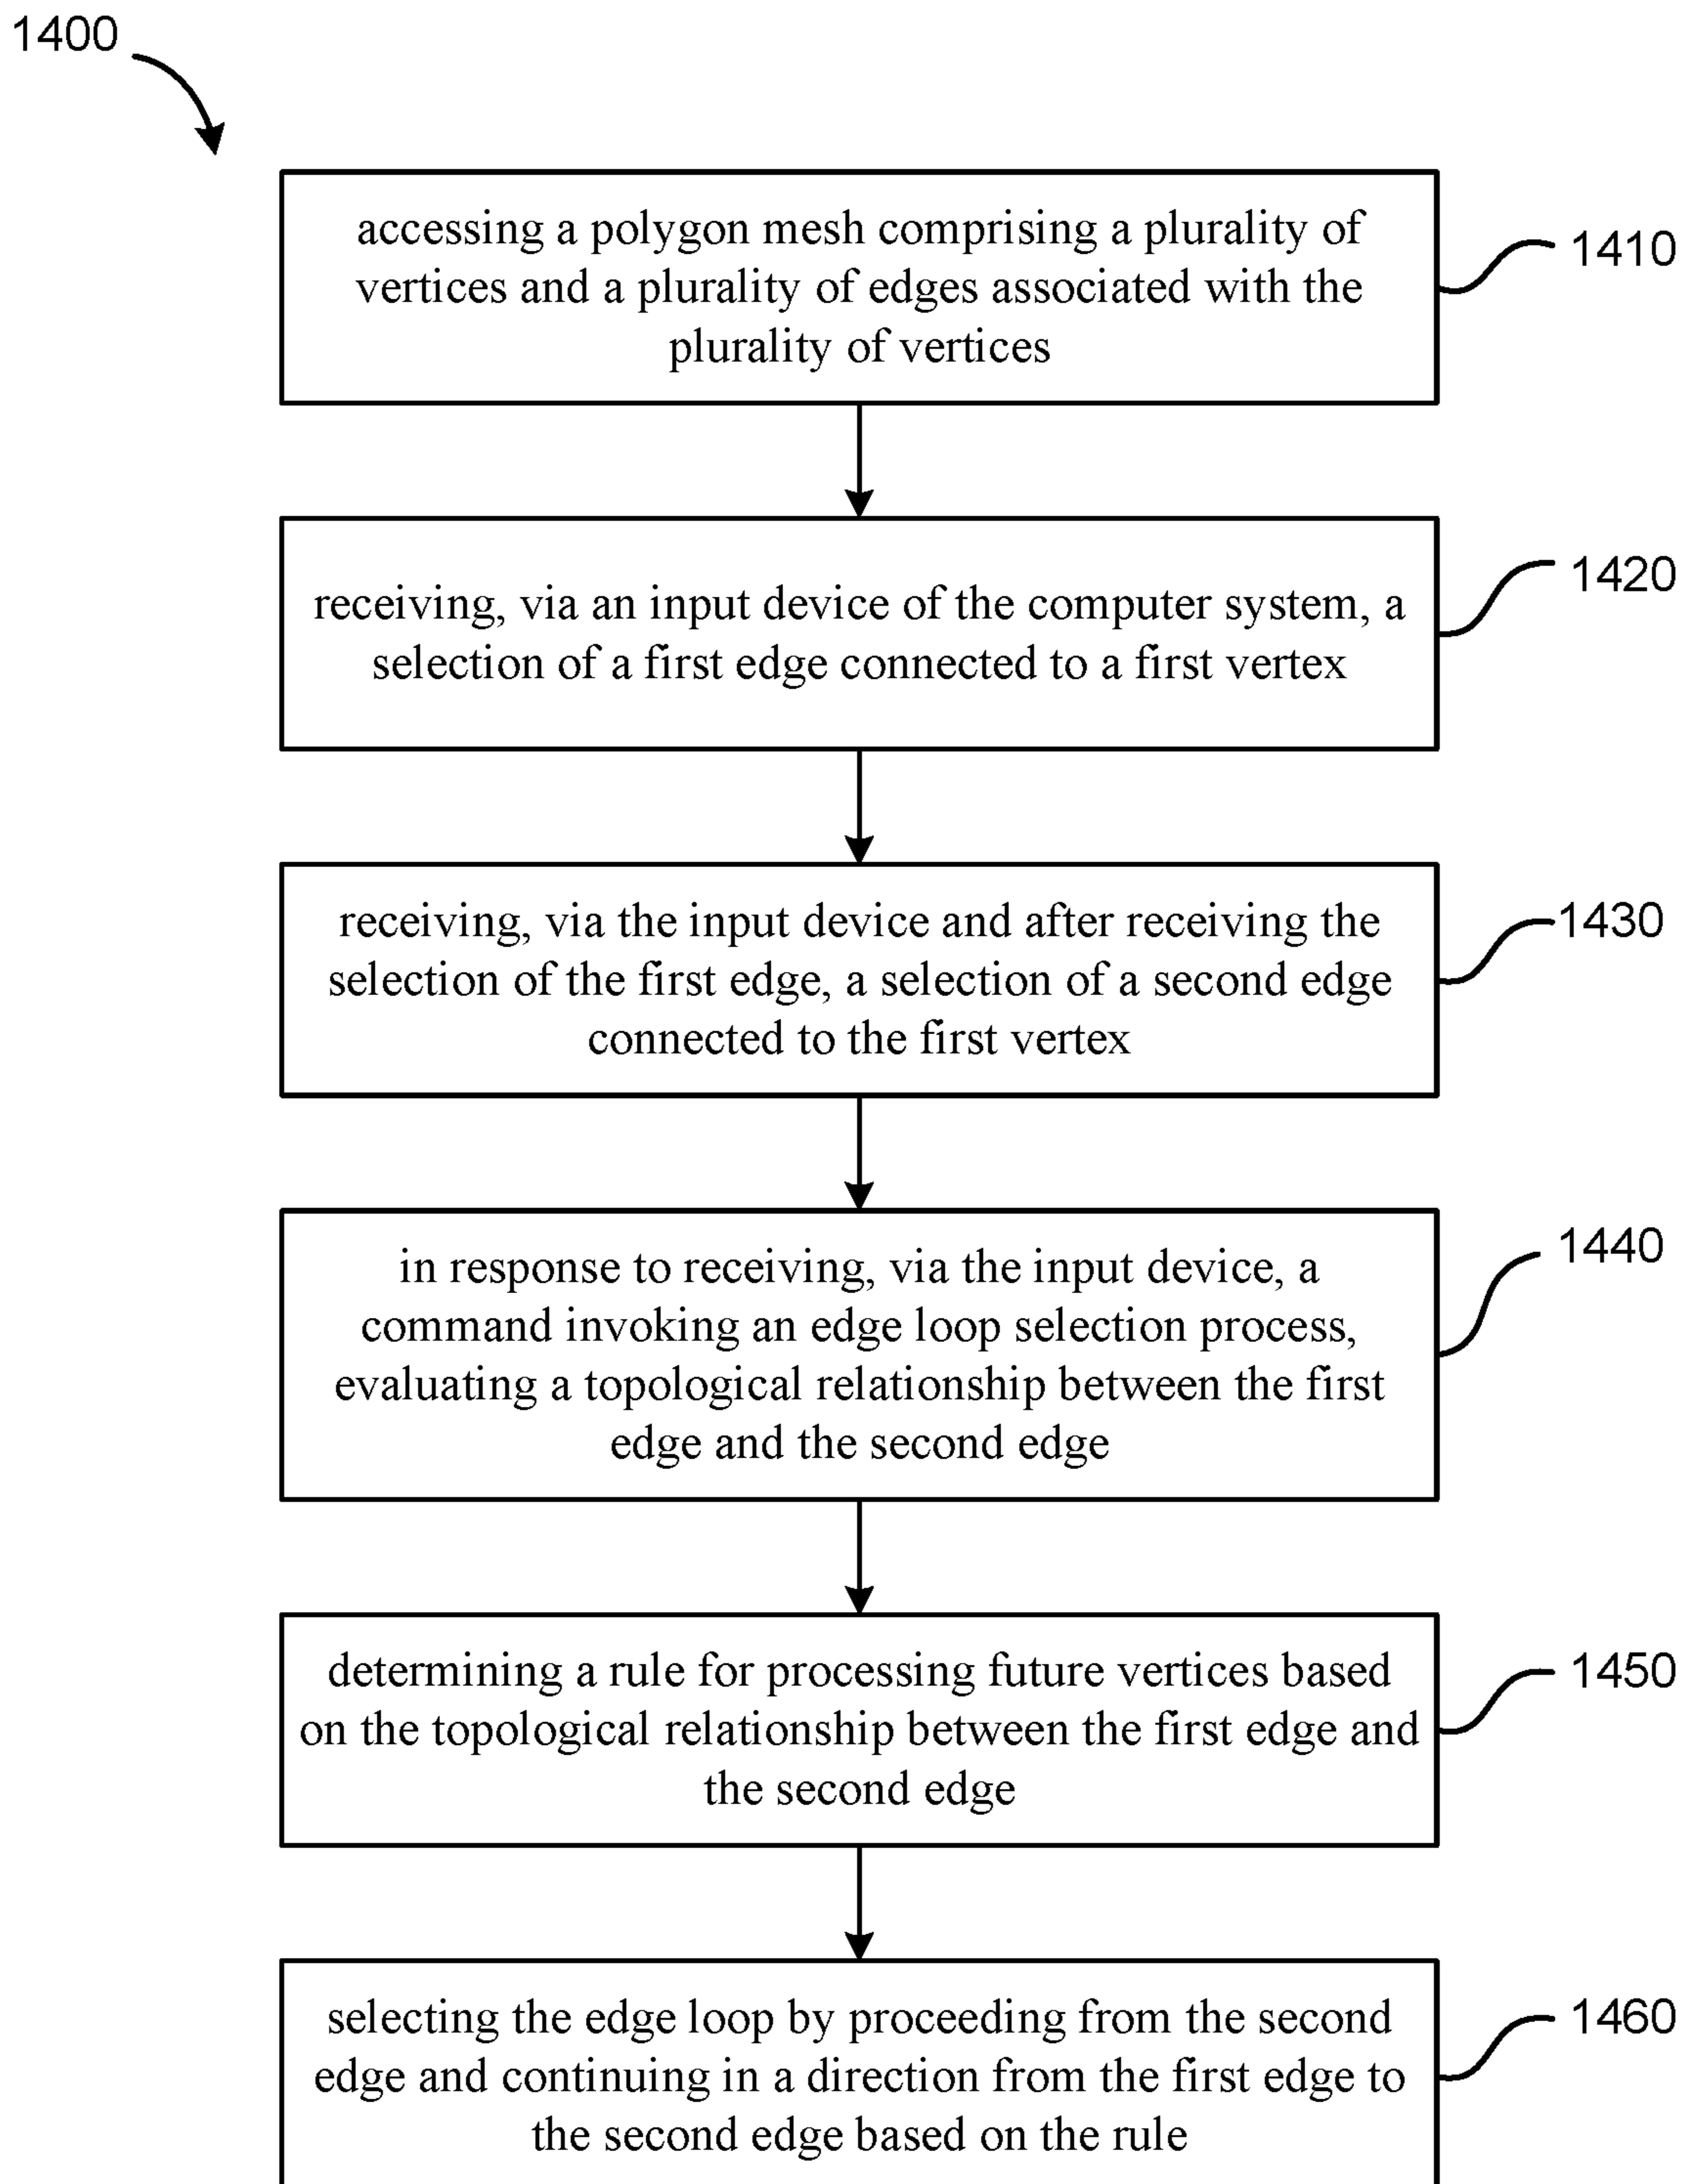 1400
accessing a polygon mesh comprising a plurality of
vertices and a plurality of edges associated with the
plurality of vertices
1410
receiving, via an input device of the computer system, a
selection of a first edge connected to a first vertex
1420
receiving, via the input device and after receiving the
selection of the first edge, a selection of a second edge
connected to the first vertex
1430
in response to receiving, via the input device, a
command invoking an edge loop selection process,
evaluating a topological relationship between the first
edge and the second edge
1440
determining a rule for processing future vertices based
on the topological relationship between the first edge and
the second edge
1450
selecting the edge loop by proceeding from the second
edge and continuing in a direction from the first edge to
the second edge based on the rule
1460